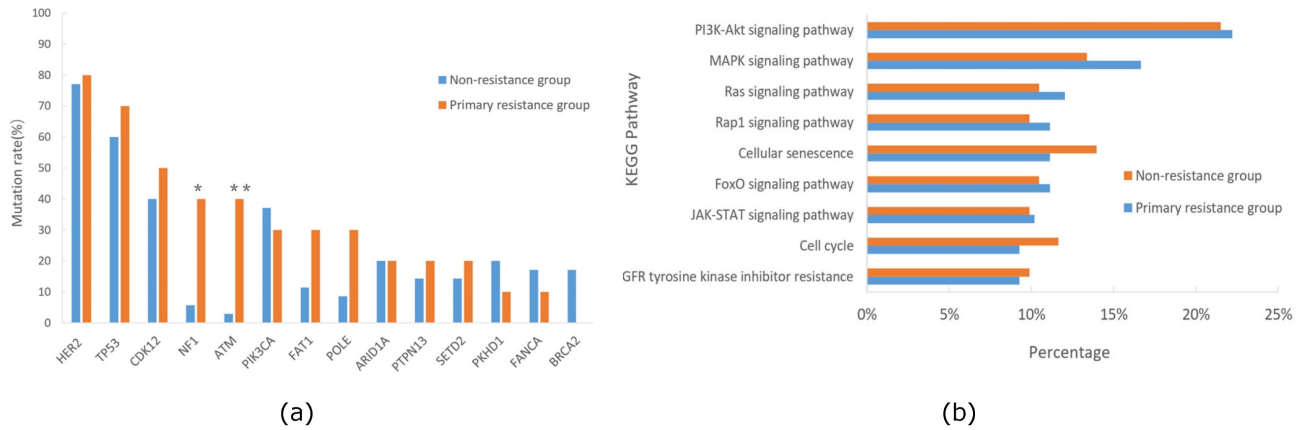 100
90
80
70
60
50
40
30
20
10
0
Mutation rate(%)
Non-resistance group
Primary resistance group
*
**
HER2
TP53
CDK12
NF1
ATM
PIK3CA
FAT1
POLE
ARID1A
PTPN13
SETD2
PKHD1
FANCA
BRCA2
(a)
KEGG Pathway
PI3K-Akt signaling pathway
MAPK signaling pathway
Ras signaling pathway
Rap1 signaling pathway
Cellular senescence
FoxO signaling pathway
JAK-STAT signaling pathway
Cell cycle
GFR tyrosine kinase inhibitor resistance
Non-resistance group
Primary resistance group
0% 5% 10% 15% 20% 25%
Percentage
(b)